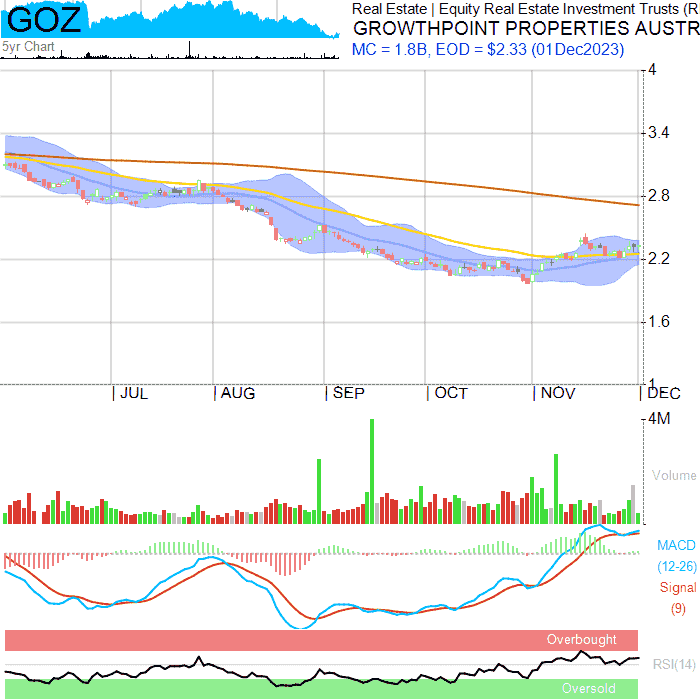 GOZ
Real Estate | Equity Real Estate Investment Trusts (R
GROWTHPOINT PROPERTIES AUSTR
MC = 1.8B, EOD = $2.33 (01Dec2023)
5yr Chart
4
3.4
2.8
2.2
1.6
1
JUL AUG SEP OCT NOV DEC
4M
Volume
MACD
(12-26)
Signal
(9)
Overbought
RSI(14)
Oversold